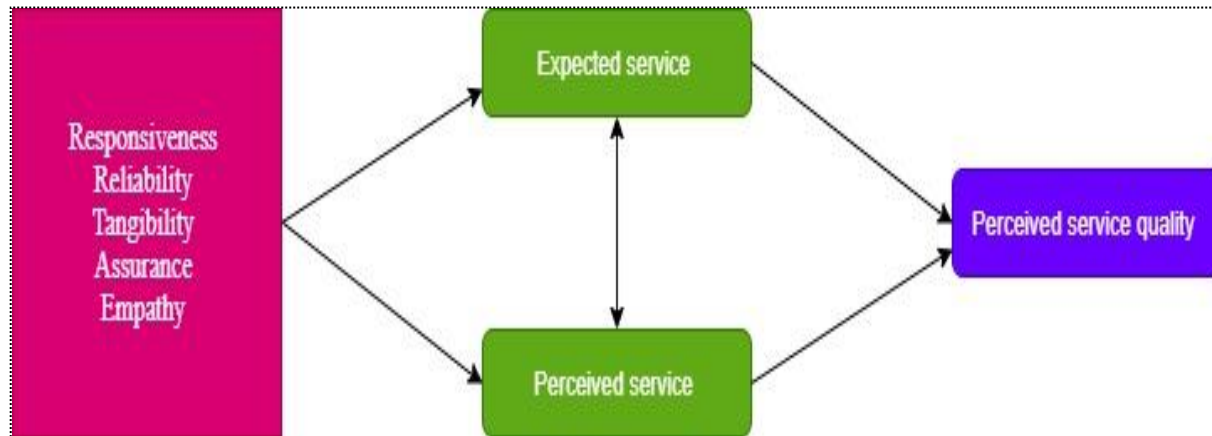 Responsiveness
Reliability
Tangibility
Assurance
Empathy
Expected service
Perceived service
Perceived service quality